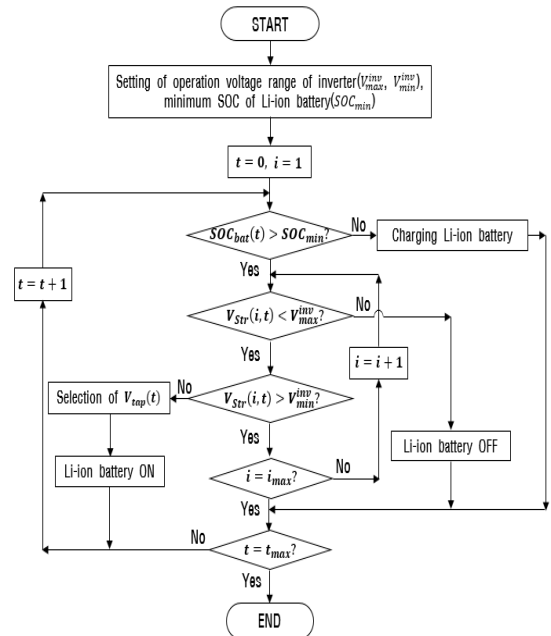 START
Setting of operation voltage range of inverter(V_max^inv, V_min^inv),
minimum SOC of Li-ion battery(SOC_min)
t = 0, i = 1
SOC_bat(t) > SOC_min?
No
Charging Li-ion battery
Yes
t = t + 1
V_Str(i, t) < V_max^inv?
No
Yes
i = i + 1
Selection of V_tap(t)
No
V_Str(i, t) > V_min^inv?
Yes
Li-ion battery OFF
Li-ion battery ON
i = i_max?
No
Yes
No
t = t_max?
Yes
END